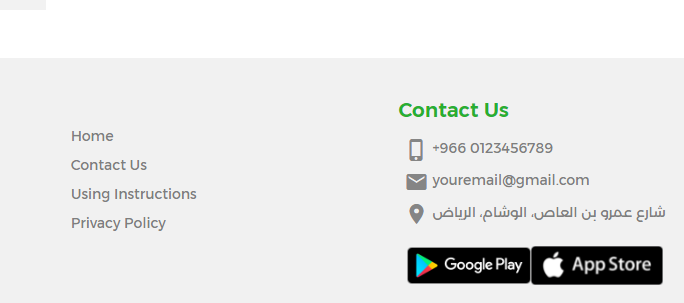 Home
Contact Us
Using Instructions
Privacy Policy
Contact Us
+966 0123456789
youremail@gmail.com
شارع عمرو بن العاص، الوشام، الرياض
Google Play
App Store